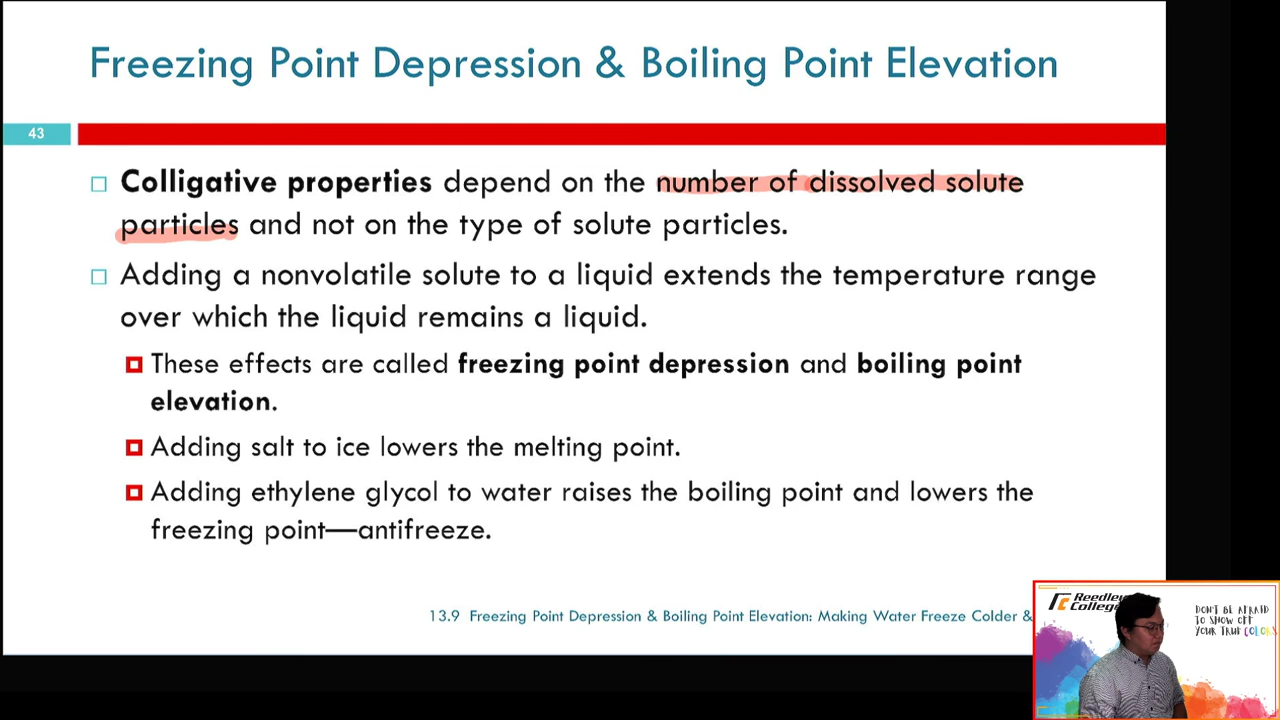 Freezing Point Depression & Boiling Point Elevation
43
Colligative properties depend on the number of dissolved solute
particles and not on the type of solute particles.
Adding a nonvolatile solute to a liquid extends the temperature range
over which the liquid remains a liquid.
These effects are called freezing point depression and boiling point
elevation.
Adding salt to ice lowers the melting point.
Adding ethylene glycol to water raises the boiling point and lowers the
freezing point—antifreeze.
13.9 Freezing Point Depression & Boiling Point Elevation: Making Water Freeze Colder &
Reedley
College
DON'T BE AFRAID
TO SHOW OFF
YOUR TRUE COLORS